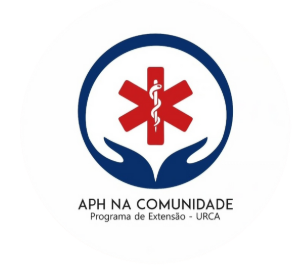 APH NA COMUNIDADE
Programa de Extensão - URCA